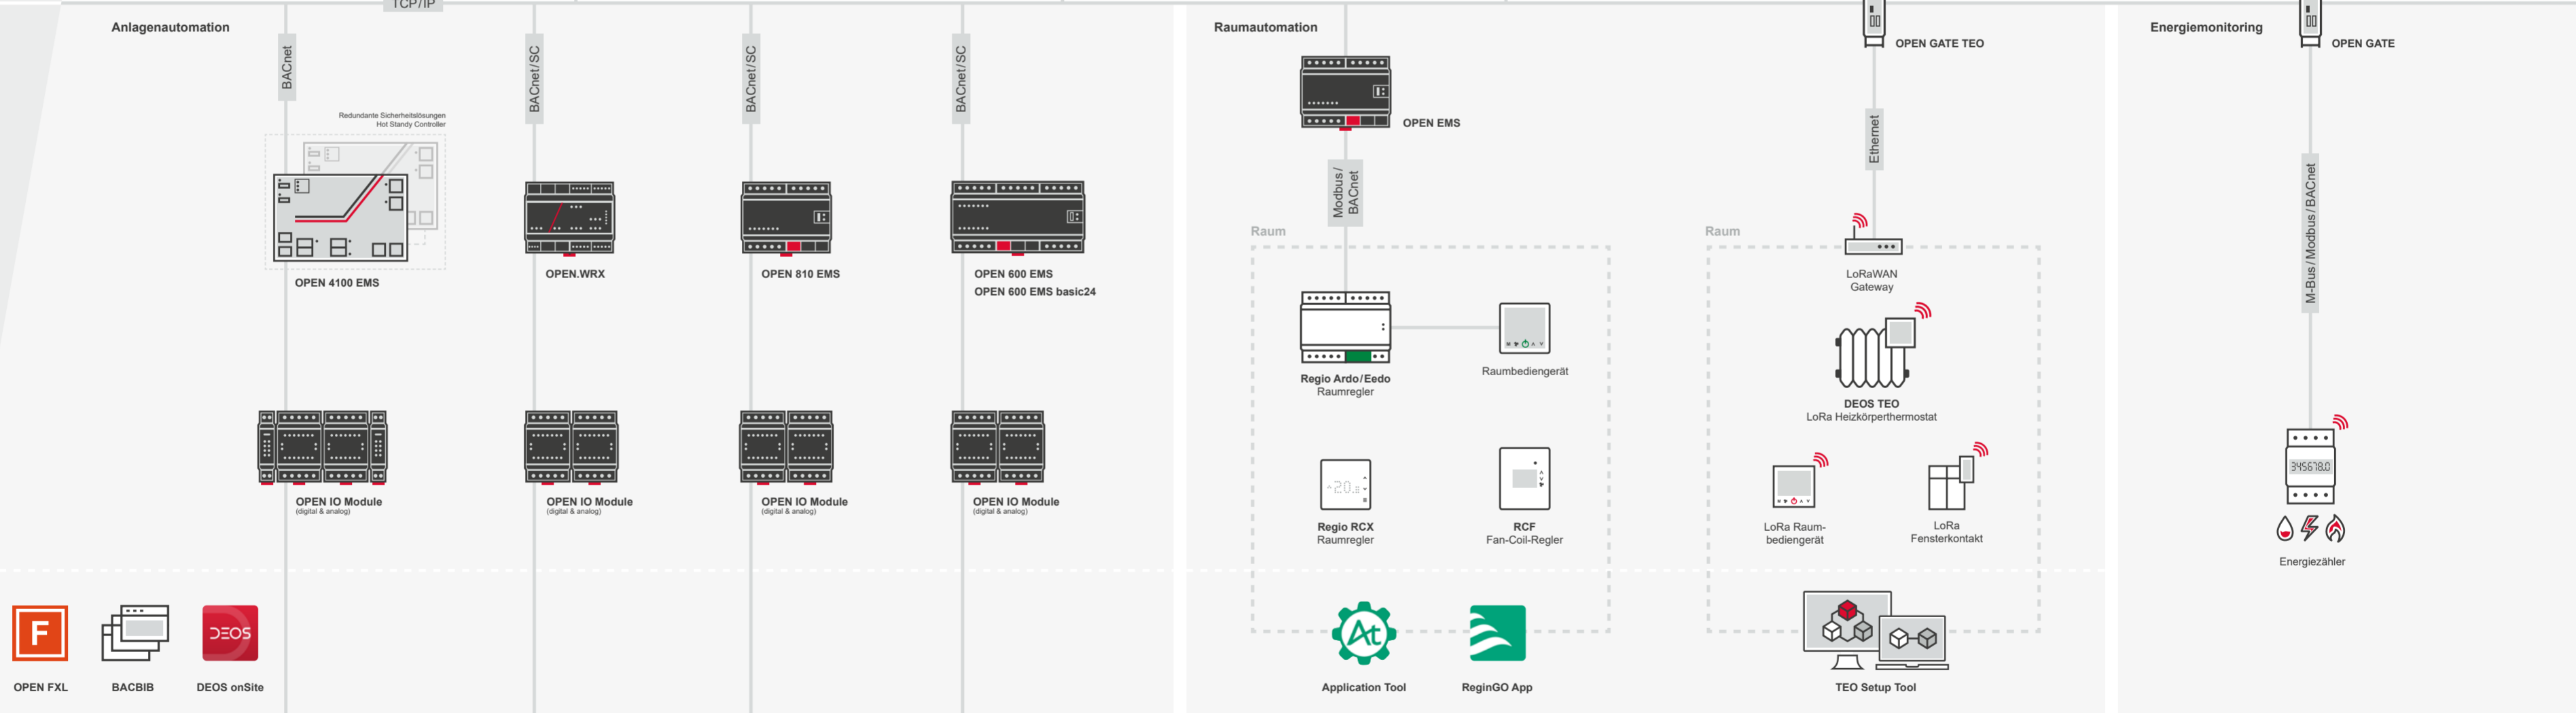 TCP/IP
Anlagenautomation
BACnet
BACnet/SC
BACnet/SC
BACnet/SC
Redundante Sicherheitslösungen
Hot Standy Controller
OPEN 4100 EMS
OPEN.WRX
OPEN 810 EMS
OPEN 600 EMS
OPEN 600 EMS basic24
OPEN IO Module
(digital & analog)
OPEN IO Module
(digital & analog)
OPEN IO Module
(digital & analog)
OPEN IO Module
(digital & analog)
F
DEOS
OPEN FXL
BACBIB
DEOS onSite
Raumautomation
OPEN EMS
Modbus/
BACnet
Raum
Regio Ardo/Eedo
Raumregler
Raumbediengerät
20.
Regio RCX
Raumregler
RCF
Fan-Coil-Regler
At
Application Tool
ReginGO App
OPEN GATE TEO
Ethernet
Raum
LoRaWAN
Gateway
DEOS TEO
LoRa Heizkörperthermostat
LoRa Raum-
bediengerät
LoRa
Fensterkontakt
TEO Setup Tool
Energiemonitoring
OPEN GATE
M-Bus/Modbus/BACnet
345678.0
Energiezähler